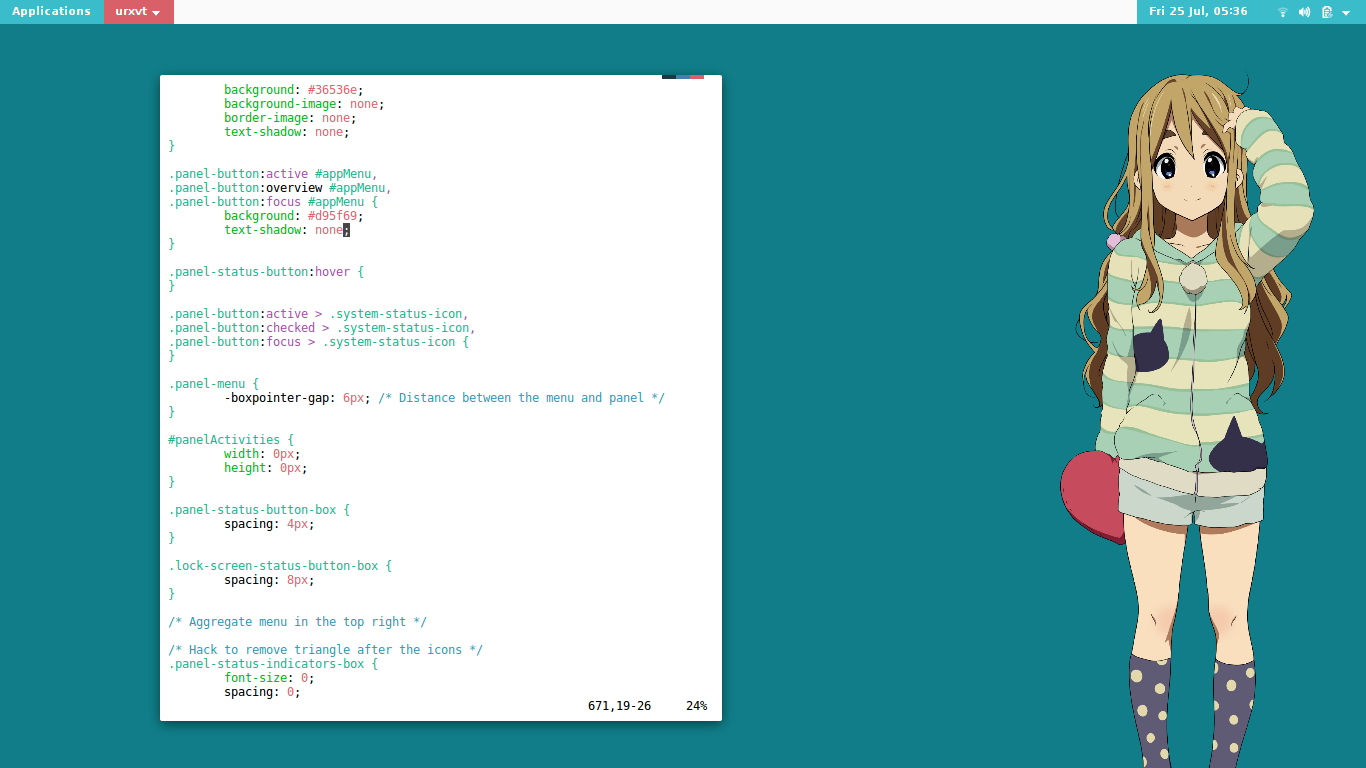 Applications urxvt Fri 25 Jul, 05:36
background: #36536e;
background-image: none;
border-image: none;
text-shadow: none;
}
.panel-button:active #appMenu,
.panel-button:overview #appMenu,
.panel-button:focus #appMenu {
background: #d95f69;
text-shadow: none;
}
.panel-status-button:hover {
}
.panel-button:active > .system-status-icon,
.panel-button:checked > .system-status-icon,
.panel-button:focus > .system-status-icon {
}
.panel-menu {
-boxpointer-gap: 6px; /* Distance between the menu and panel */
}
#panelActivities {
width: 0px;
height: 0px;
}
.panel-status-button-box {
spacing: 4px;
}
.lock-screen-status-button-box {
spacing: 8px;
}
/* Aggregate menu in the top right */
/* Hack to remove triangle after the icons */
.panel-status-indicators-box {
font-size: 0;
spacing: 0;
671,19-26 24%